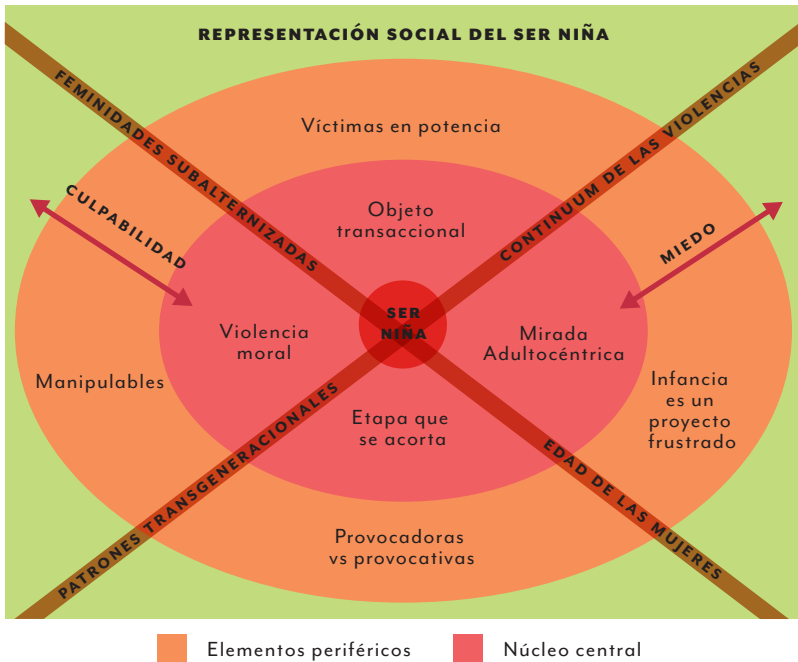 REPRESENTACIÓN SOCIAL DEL SER NIÑA
FEMINIDADES SUBALTERNIZADAS
CONTINUUM DE LAS VIOLENCIAS
Víctimas en potencia
CULPABILIDAD
MIEDO
Objeto
transaccional
SER
NIÑA
Violencia
moral
Mirada
Adultocéntrica
Manipulables
Infancia
es un
proyecto
frustrado
Etapa que
se acorta
PATRONES TRANSGENERACIONALES
EDAD DE LAS MUJERES
Provocadoras
vs provocativas
Elementos periféricos
Núcleo central